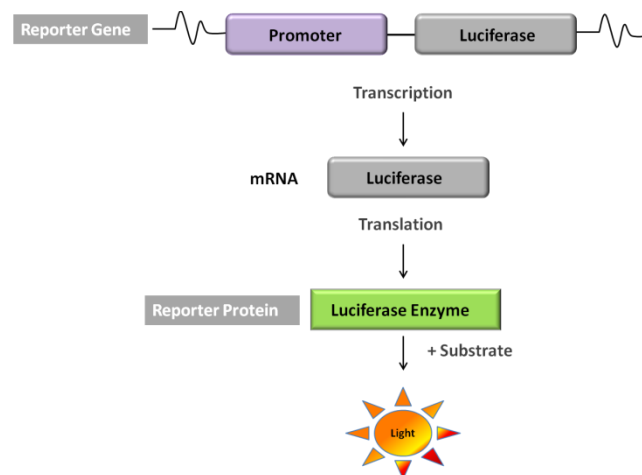 Reporter Gene Promoter Luciferase
Transcription
mRNA Luciferase
Translation
Reporter Protein Luciferase Enzyme
+ Substrate
Light